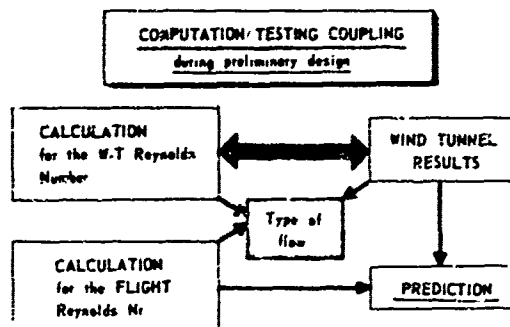 COMPUTATION/TESTING COUPLING
during preliminary design
CALCULATION
for the W-T Reynolds
Number
WIND TUNNEL
RESULTS
Type of
flow
CALCULATION
for the FLIGHT
Reynolds Nr
PREDICTION